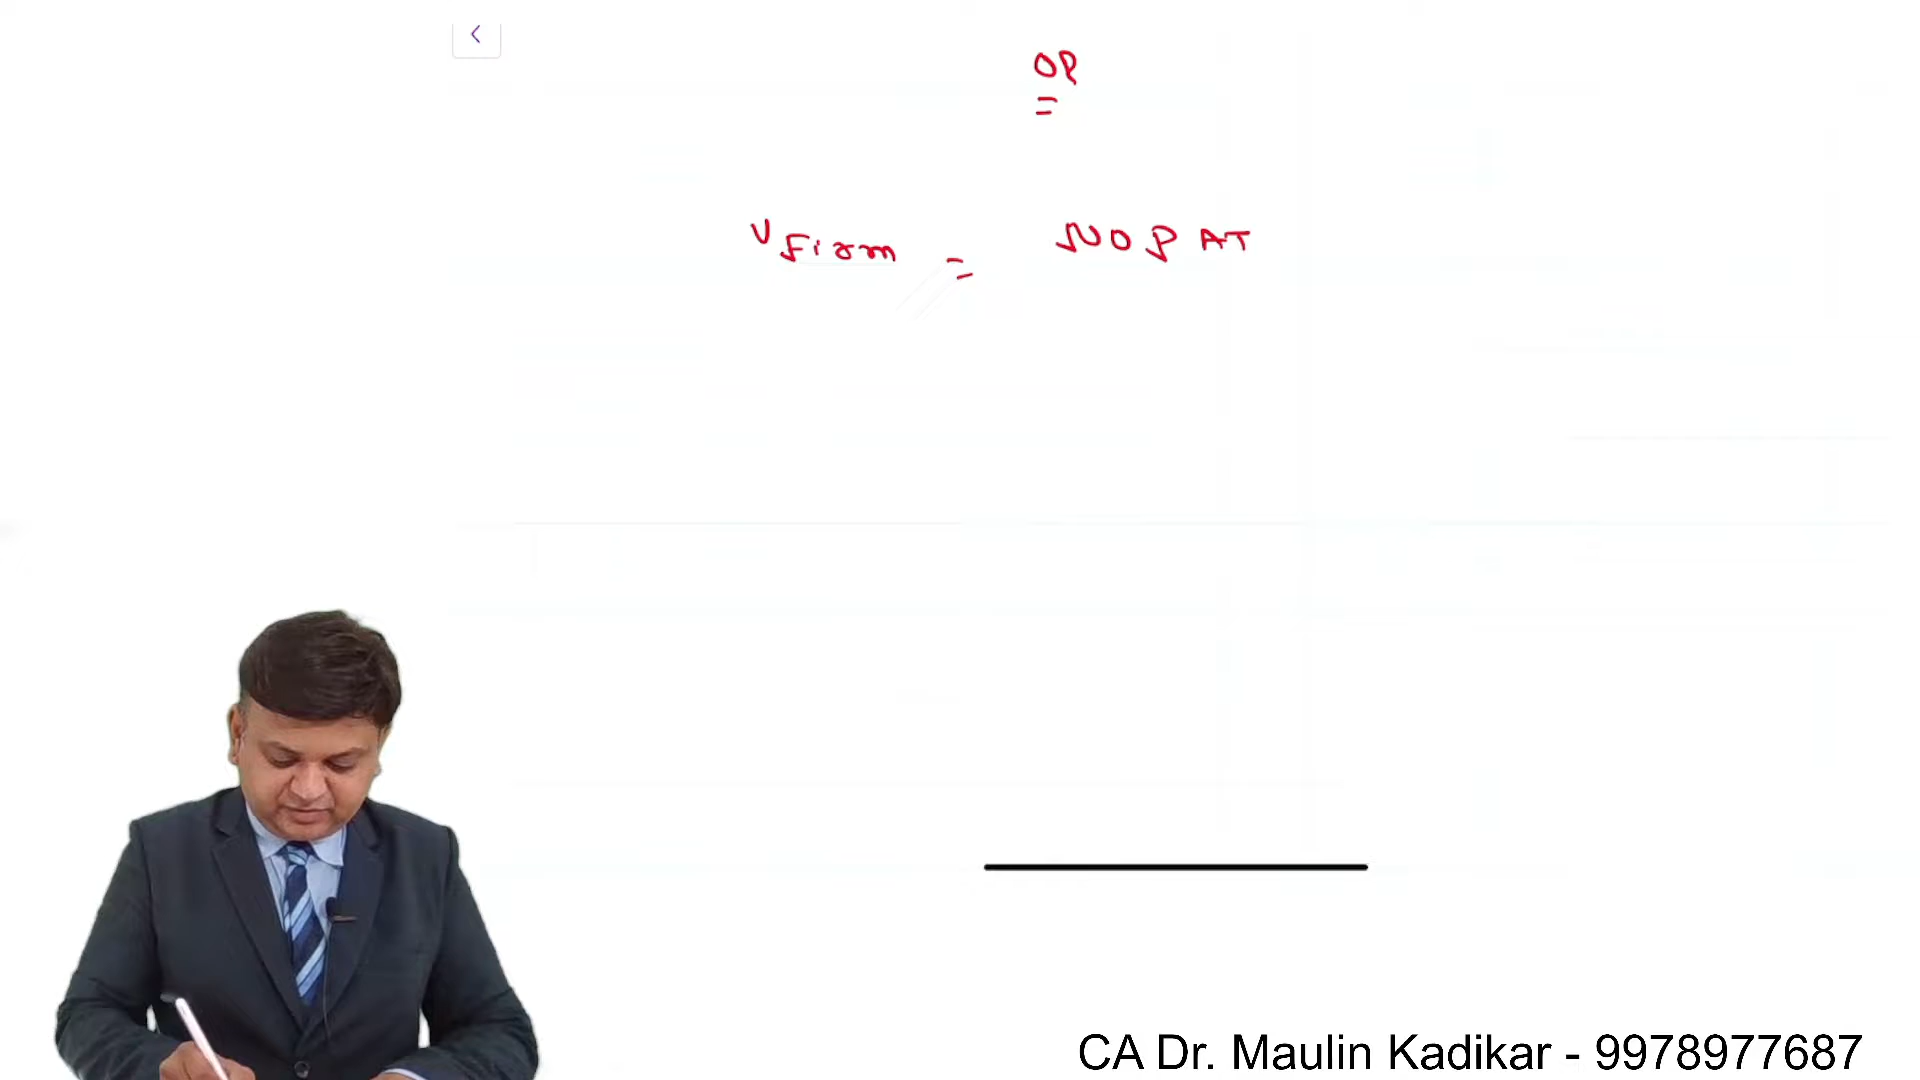 OP
=
V Firm = NOPAT
CA Dr. Maulin Kadikar - 9978977687